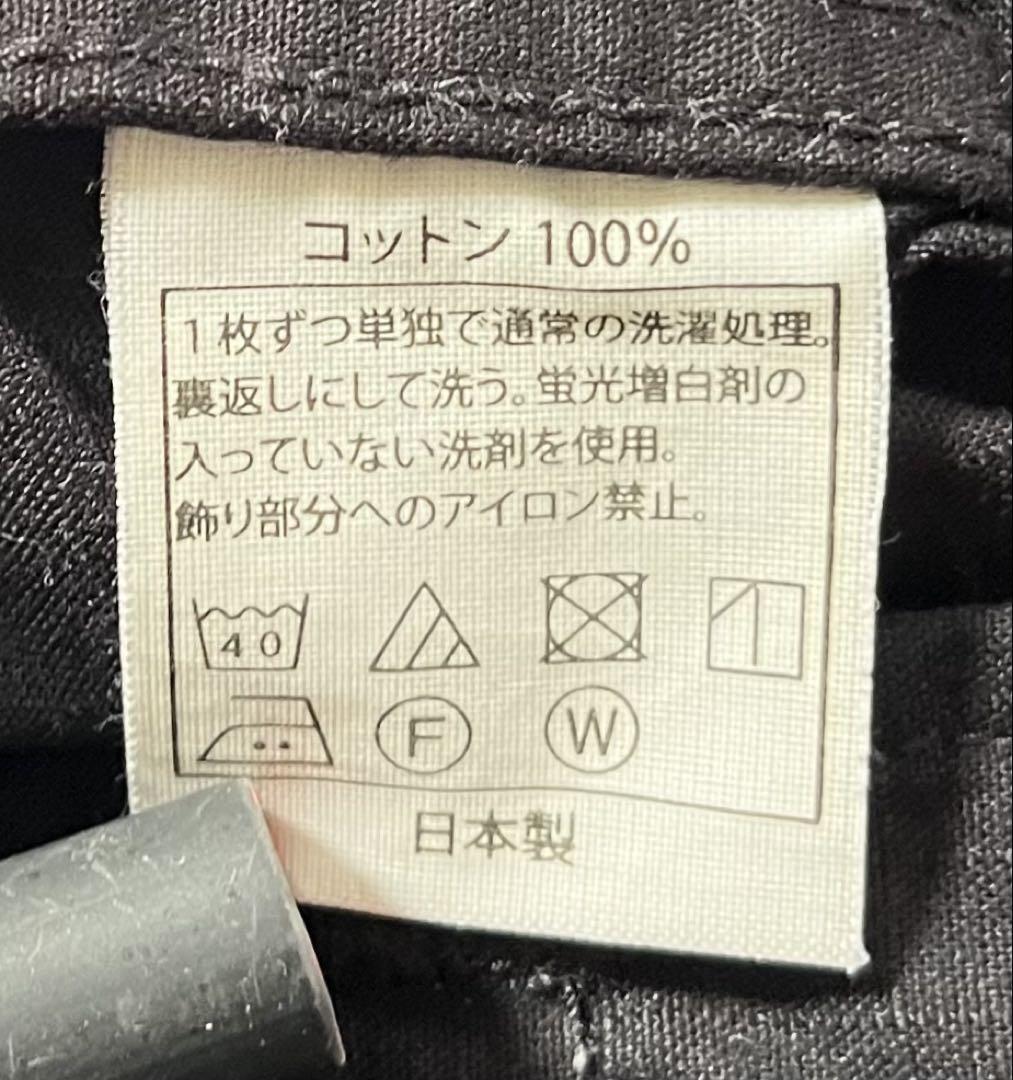 コットン 100%
1枚ずつ単独で通常の洗濯処理。
裏返しにして洗う。蛍光増白剤の
入っていない洗剤を使用。
飾り部分へのアイロン禁止。
40
F W
日本製